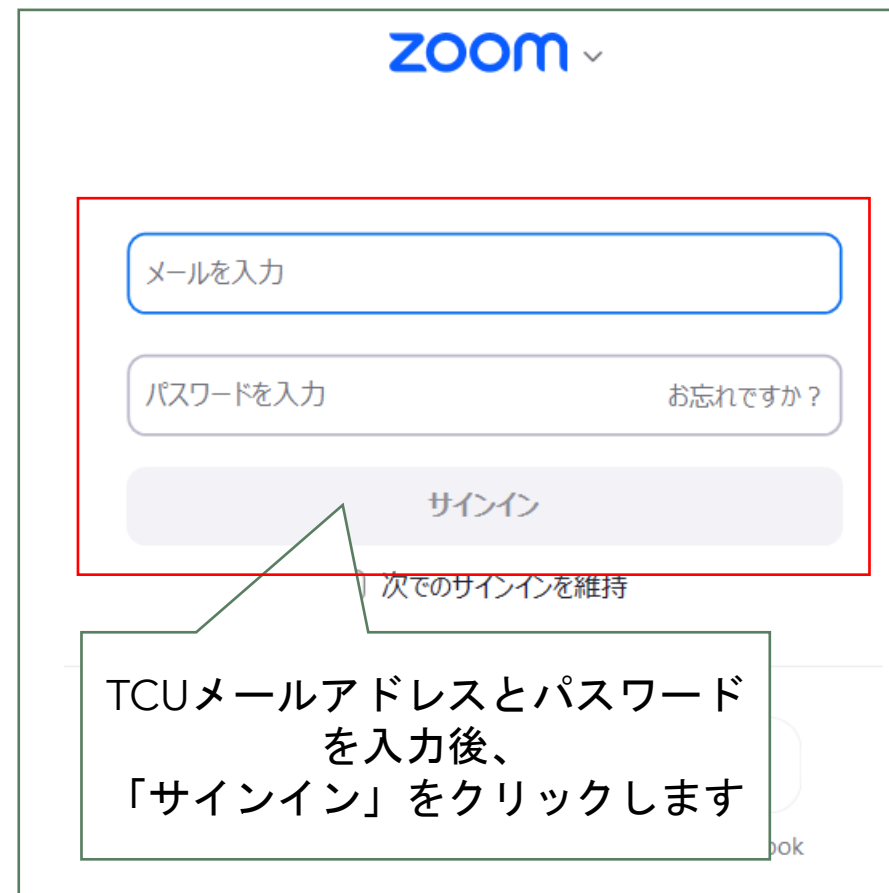 zoom
メールを入力
パスワードを入力 お忘れですか？
サインイン
次でのサインインを維持
TCUメールアドレスとパスワード
を入力後、
「サインイン」をクリックします
ook